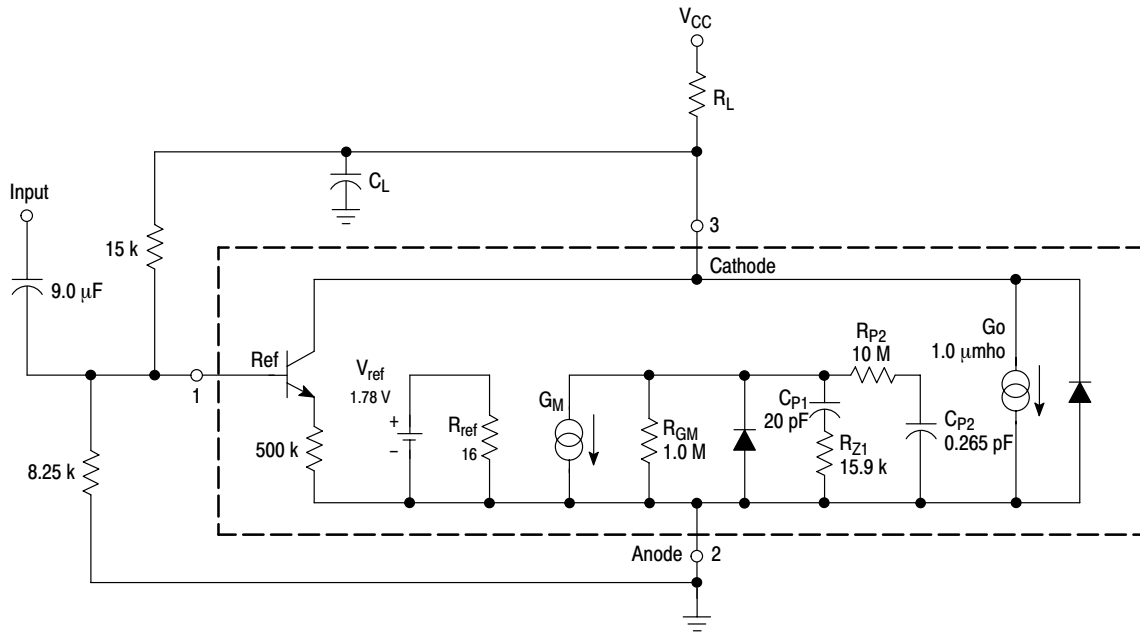 VCC
RL
CL
Input
15 k
9.0 µF
3
Cathode
Ref
1
Vref
1.78 V
+
–
Rref
16
500 k
GM
RGM
1.0 M
RP2
10 M
CP1
20 pF
RZ1
15.9 k
CP2
0.265 pF
Go
1.0 µmho
8.25 k
Anode
2